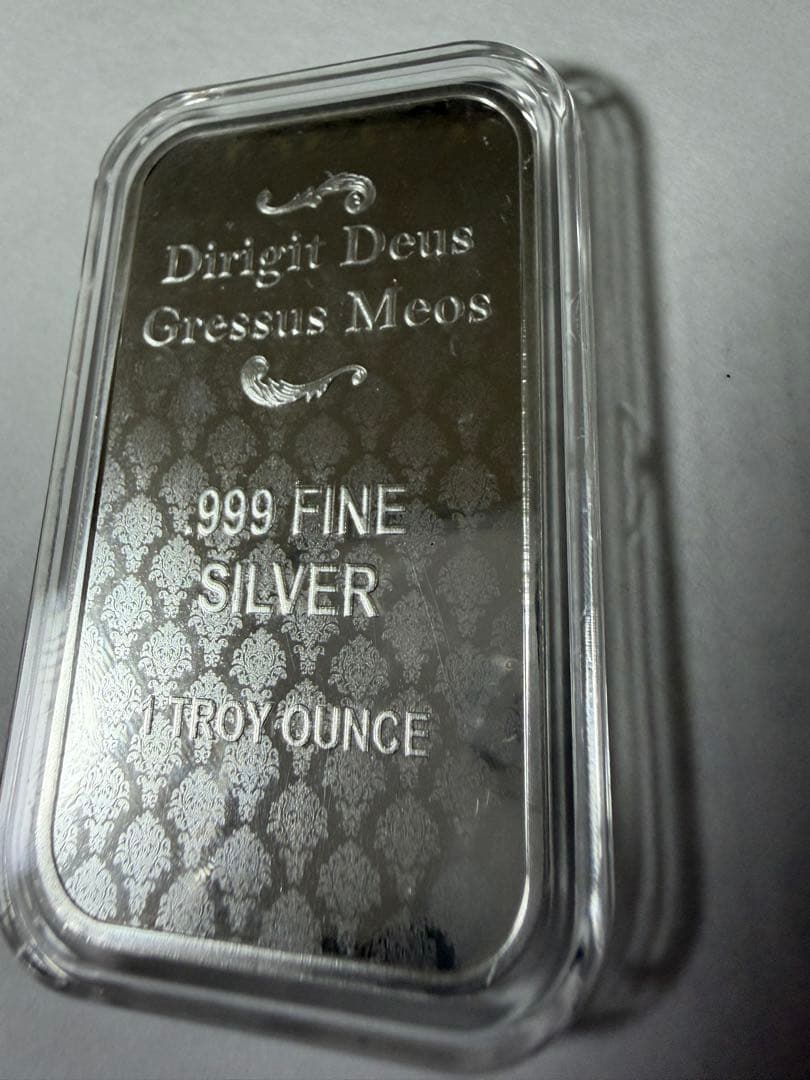 Dirigit Deus
Gressus Meos
.999 FINE
SILVER
1 TROY OUNCE